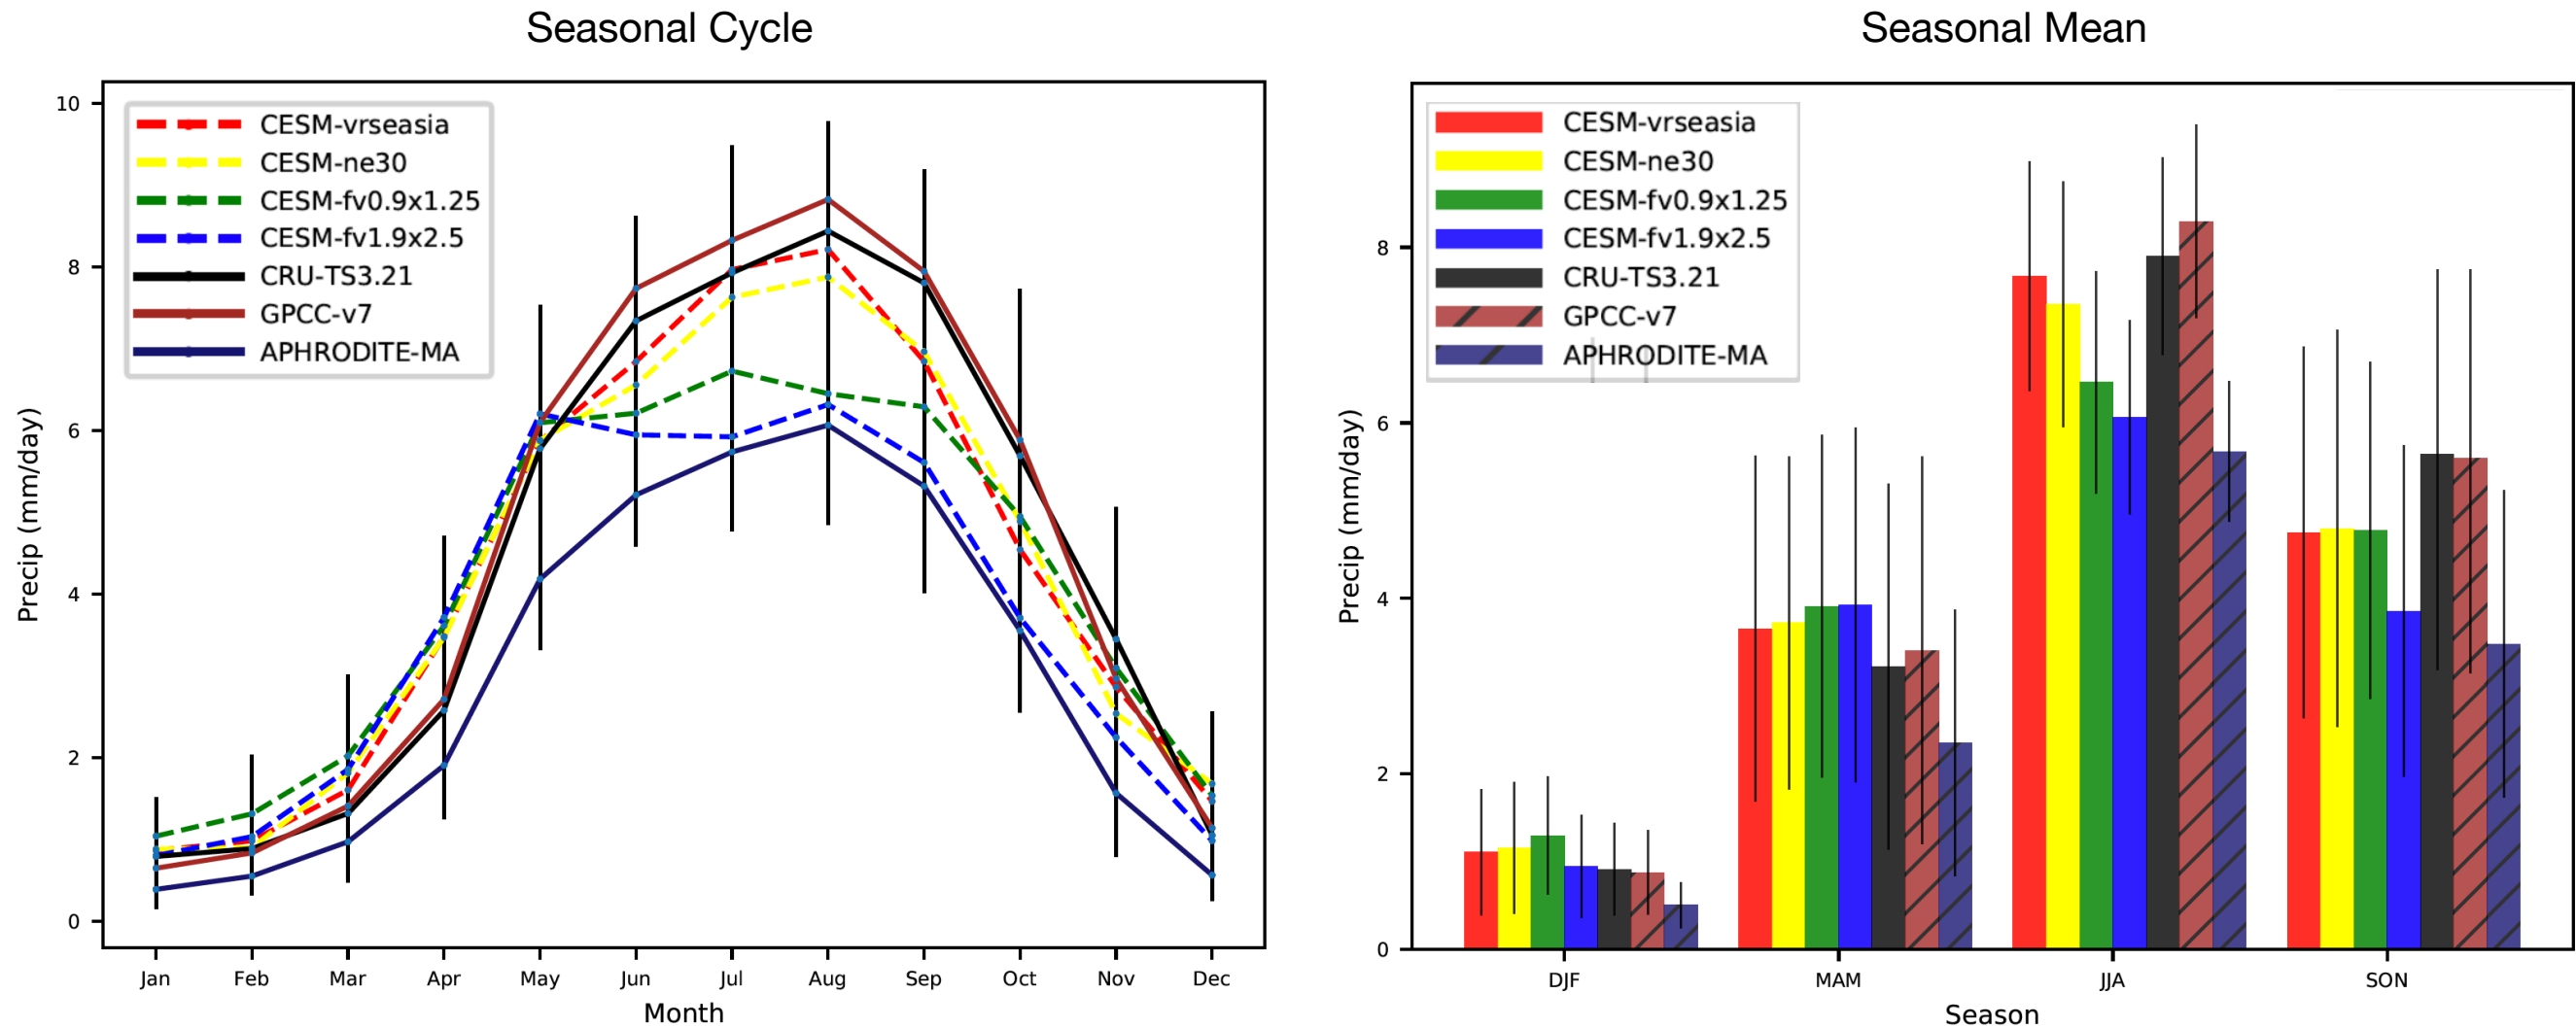 Seasonal Cycle
Precip (mm/day)
10
8
6
4
2
0
CESM-vrseasia
CESM-ne30
CESM-fv0.9x1.25
CESM-fv1.9x2.5
CRU-TS3.21
GPCC-v7
APHRODITE-MA
Jan Feb Mar Apr May Jun Jul Aug Sep Oct Nov Dec
Month
Seasonal Mean
Precip (mm/day)
8
6
4
2
0
CESM-vrseasia
CESM-ne30
CESM-fv0.9x1.25
CESM-fv1.9x2.5
CRU-TS3.21
GPCC-v7
APHRODITE-MA
DJF MAM JJA SON
Season